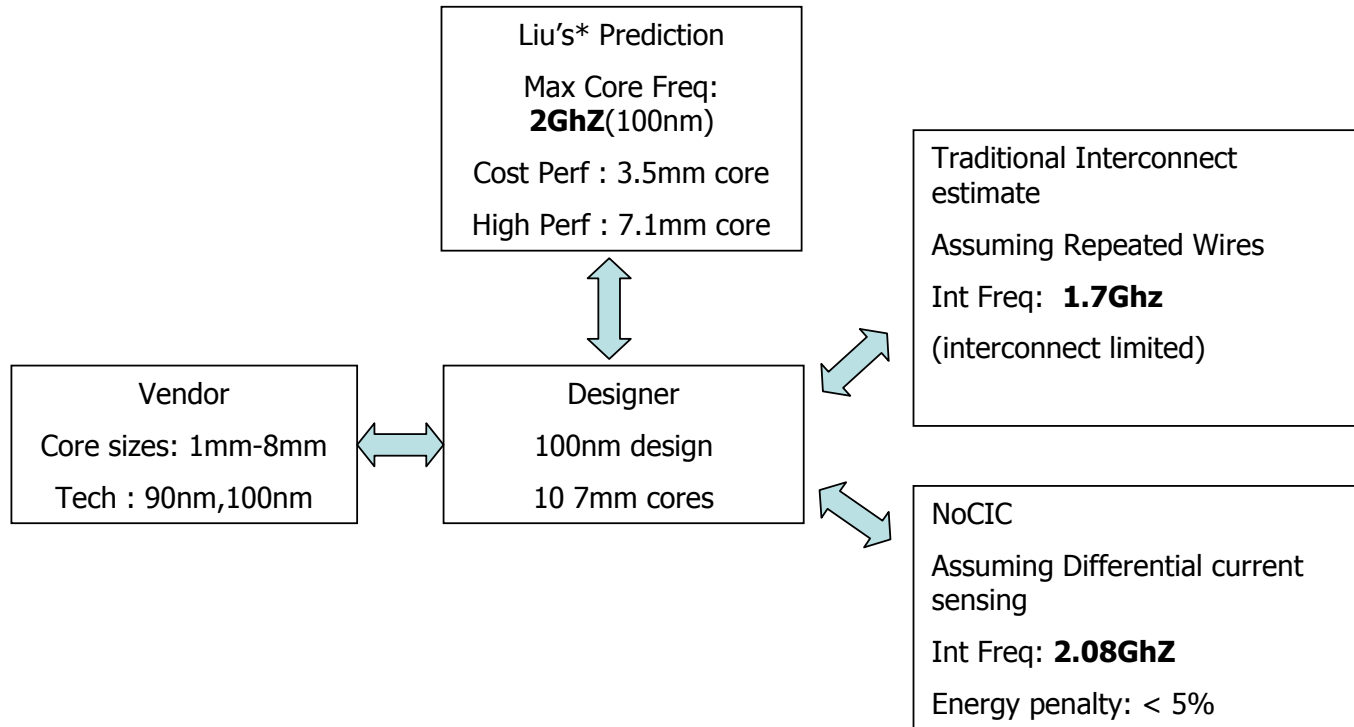 Liu's* Prediction
Max Core Freq:
2GhZ(100nm)
Cost Perf : 3.5mm core
High Perf : 7.1mm core
Traditional Interconnect
estimate
Assuming Repeated Wires
Int Freq: 1.7Ghz
(interconnect limited)
Vendor
Core sizes: 1mm-8mm
Tech : 90nm,100nm
Designer
100nm design
10 7mm cores
NoCIC
Assuming Differential current
sensing
Int Freq: 2.08GhZ
Energy penalty: < 5%